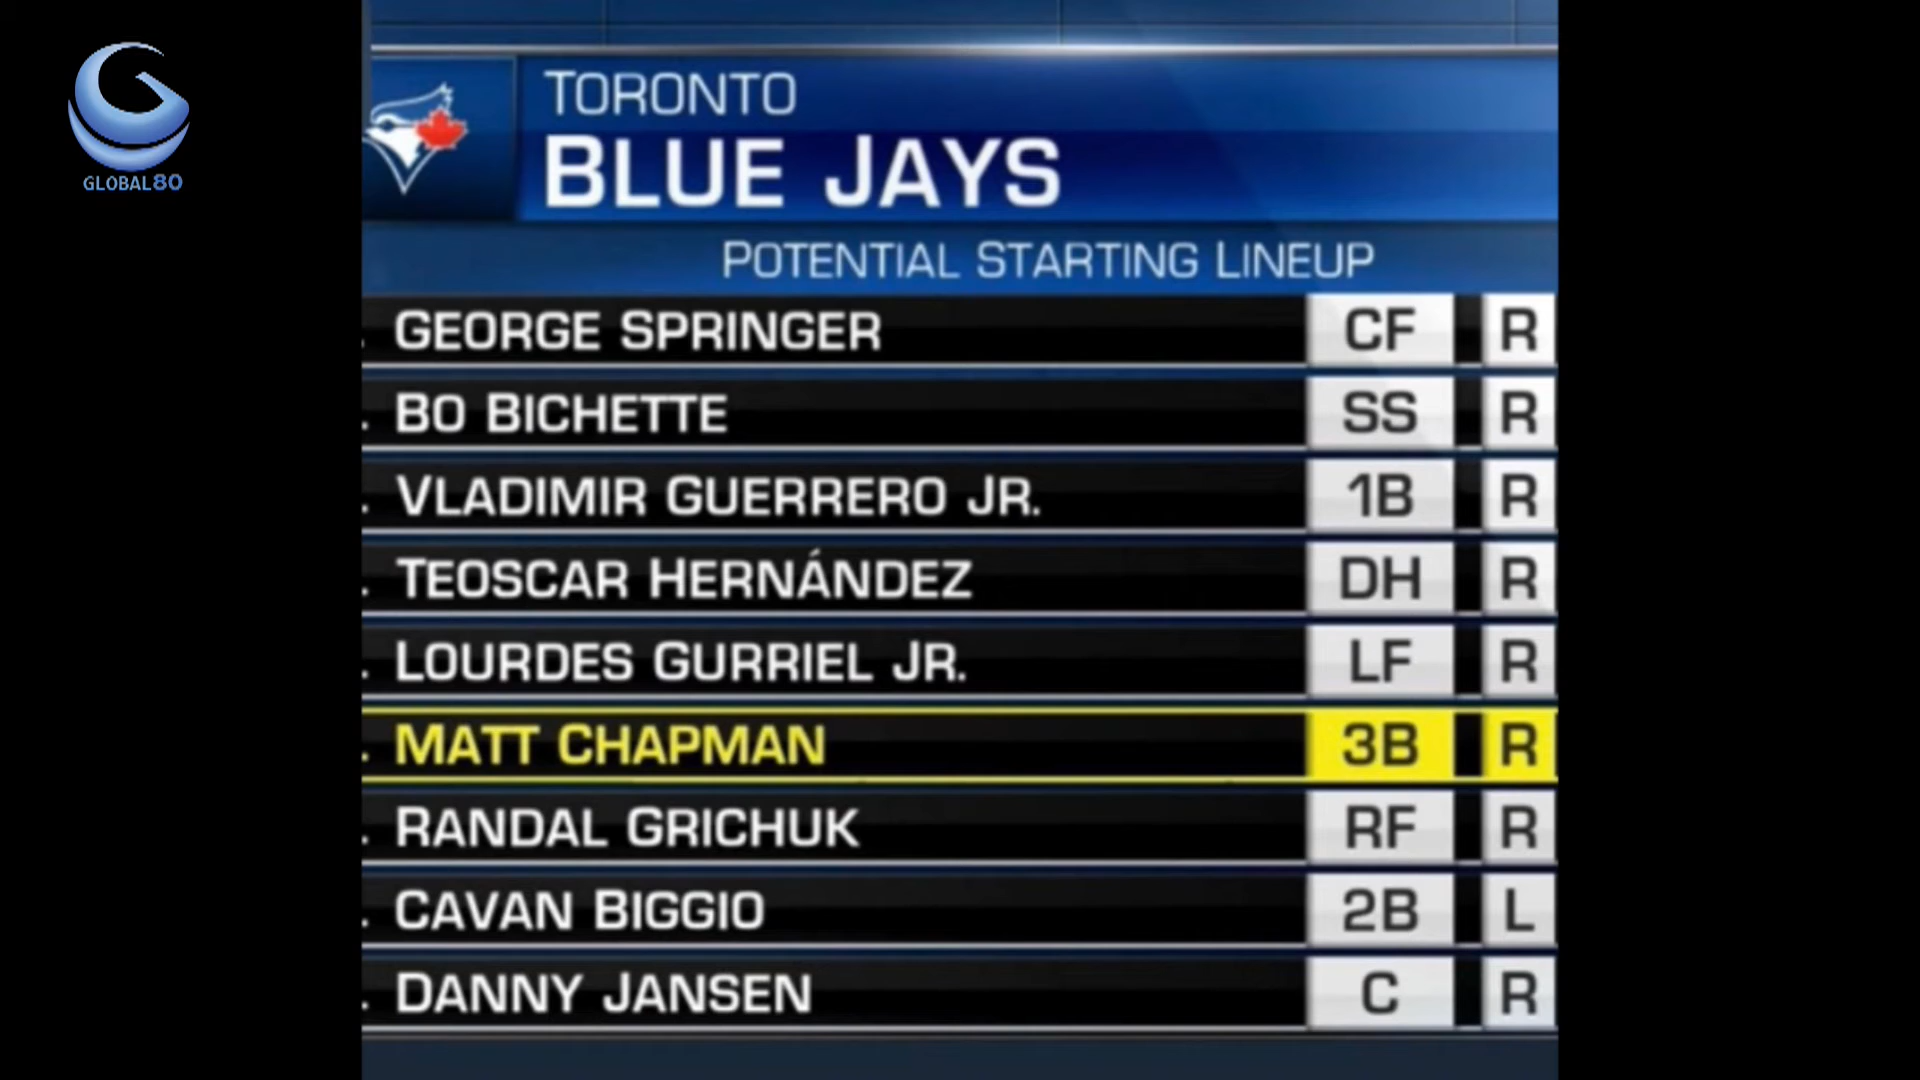 GLOBAL80
TORONTO
BLUE JAYS
POTENTIAL STARTING LINEUP
GEORGE SPRINGER CF R
BO BICHETTE SS R
VLADIMIR GUERRERO JR. 1B R
TEOSCAR HERNÁNDEZ DH R
LOURDES GURRIEL JR. LF R
MATT CHAPMAN 3B R
RANDAL GRICHUK RF R
CAVAN BIGGIO 2B L
DANNY JANSEN C R